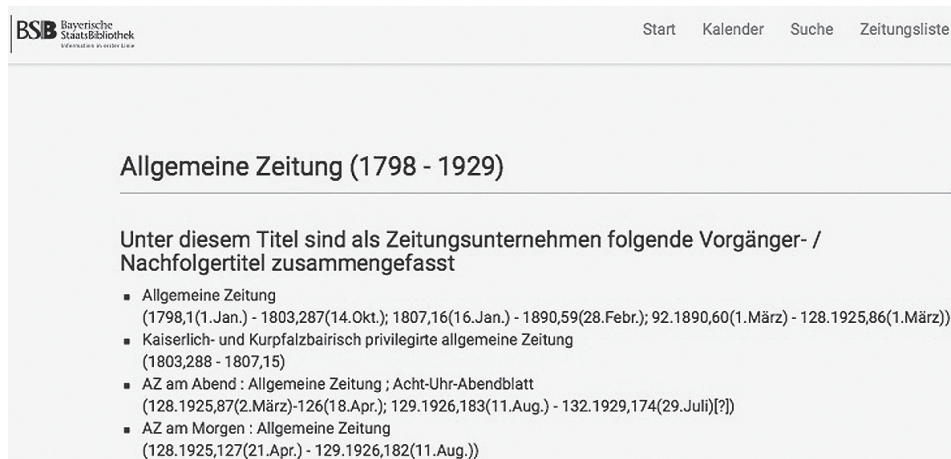 BSB Bayerische
StaatsBibliothek
Information in erster Linie
Start Kalender Suche Zeitungsliste
Allgemeine Zeitung (1798 - 1929)
Unter diesem Titel sind als Zeitungsunternehmen folgende Vorgänger- /
Nachfolgertitel zusammengefasst
▪ Allgemeine Zeitung
(1798,1(1.Jan.) - 1803,287(14.Okt.); 1807,16(16.Jan.) - 1890,59(28.Febr.); 92.1890,60(1.März) - 128.1925,86(1.März))
▪ Kaiserlich- und Kurpfalzbairisch privilegirte allgemeine Zeitung
(1803,288 - 1807,15)
▪ AZ am Abend : Allgemeine Zeitung ; Acht-Uhr-Abendblatt
(128.1925,87(2.März)-126(18.Apr.); 129.1926,183(11.Aug.) - 132.1929,174(29.Juli)[?])
▪ AZ am Morgen : Allgemeine Zeitung
(128.1925,127(21.Apr.) - 129.1926,182(11.Aug.))